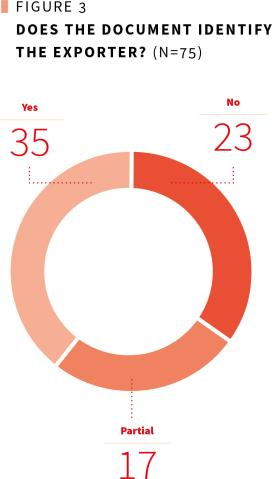 FIGURE 3
DOES THE DOCUMENT IDENTIFY
THE EXPORTER? (N=75)
Yes
35
No
23
Partial
17